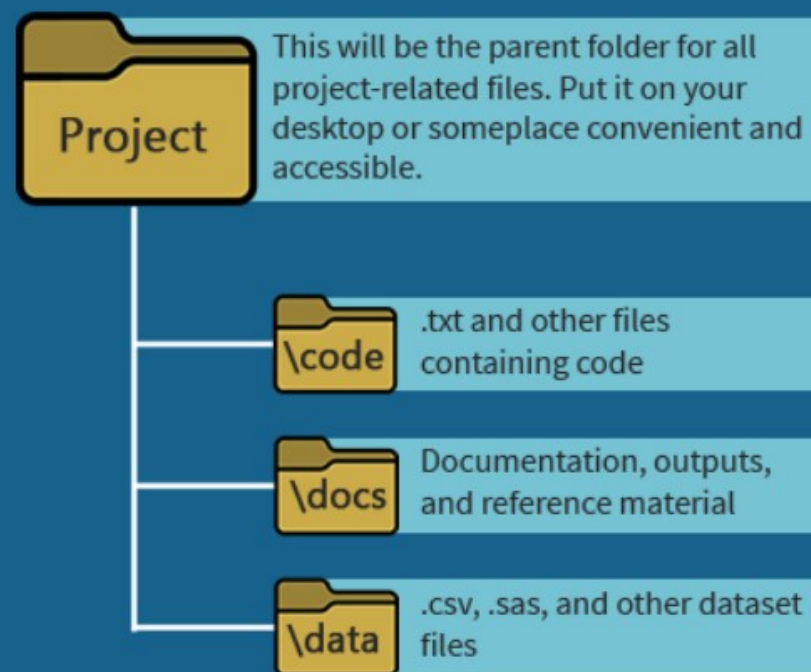 Project
This will be the parent folder for all
project-related files. Put it on your
desktop or someplace convenient and
accessible.
\code
.txt and other files
containing code
\docs
Documentation, outputs,
and reference material
\data
.csv, .sas, and other dataset
files